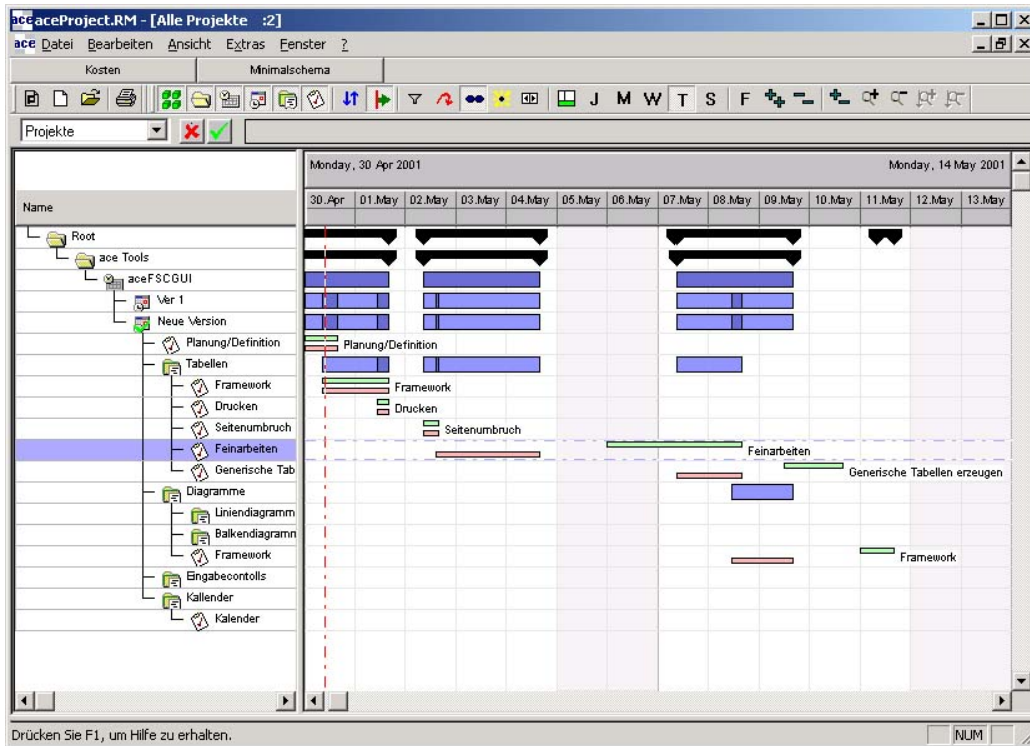 ace aceProject.RM - [Alle Projekte :2]
ace Datei Bearbeiten Ansicht Extras Fenster ?
Kosten Minimalschema
J M W T S F
Projekte
Monday, 30 Apr 2001 Monday, 14 May 2001
Name
30.Apr 01.May 02.May 03.May 04.May 05.May 06.May 07.May 08.May 09.May 10.May 11.May 12.May 13.May
Root
ace Tools
aceFSCGUI
Ver 1
Neue Version
Planung/Definition Planung/Definition
Tabellen
Framework Framework
Drucken Drucken
Seitenumbruch Seitenumbruch
Feinarbeiten Feinarbeiten
Generische Tab Generische Tabellen erzeugen
Diagramme
Liniendiagramm
Balkendiagramm
Framework Framework
Eingabecontolls
Kallender
Kalender
Drücken Sie F1, um Hilfe zu erhalten. NUM